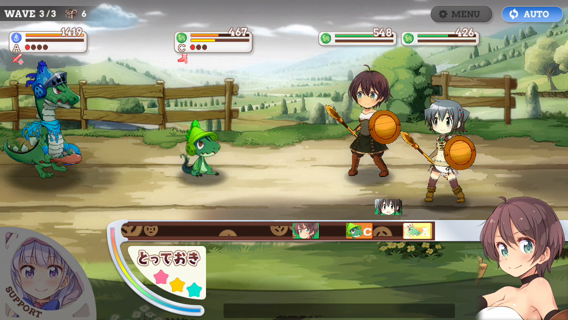 WAVE 3/3 6
MENU
AUTO
1419
A
467
C
548
426
C
とっておき
SUPPORT